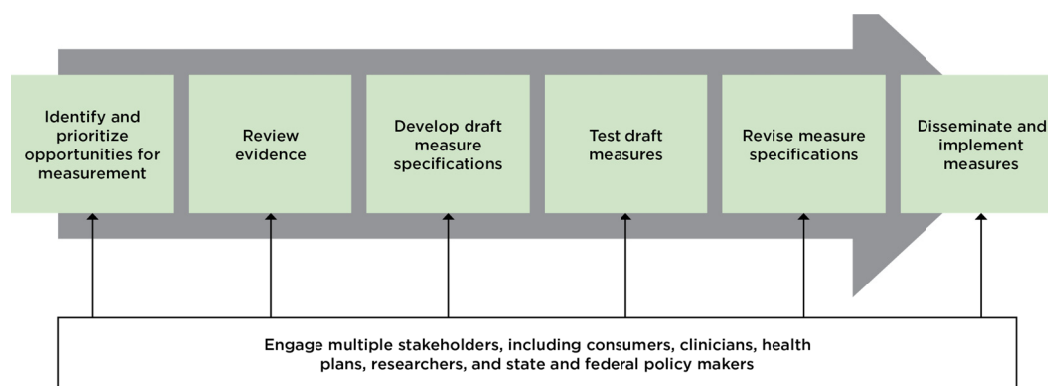 Identify and
prioritize
opportunities for
measurement
Review
evidence
Develop draft
measure
specifications
Test draft
measures
Revise measure
specifications
Disseminate and
implement
measures
Engage multiple stakeholders, including consumers, clinicians, health
plans, researchers, and state and federal policy makers